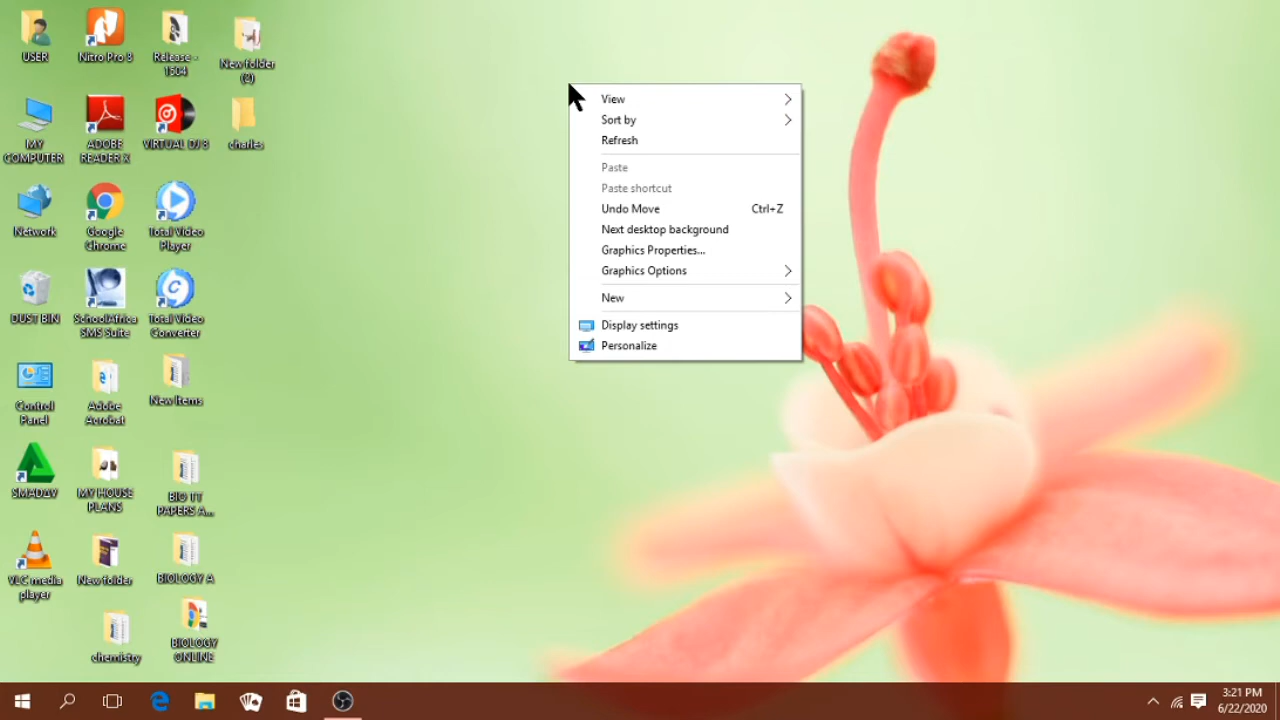 USER
Nitro Pro 8
Release -
1504
New folder
(2)
MY
COMPUTER
ADOBE
READER X
VIRTUAL DJ 8
charles
Network
Google
Chrome
Total Video
Player
DUST BIN
SchoolAfrica
SMS Suite
Total Video
Converter
Control
Panel
Adobe
Acrobat
New Items
SMADAV
MY HOUSE
PLANS
BIO TT
PAPERS A...
VLC media
player
New folder
BIOLOGY A
chemistry
BIOLOGY
ONLINE
View
Sort by
Refresh
Paste
Paste shortcut
Undo Move Ctrl+Z
Next desktop background
Graphics Properties...
Graphics Options
New
Display settings
Personalize
3:21 PM
6/22/2020